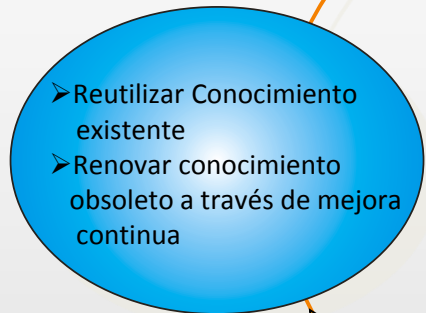 ➢Reutilizar Conocimiento
existente
➢Renovar conocimiento
obsoleto a través de mejora
continua